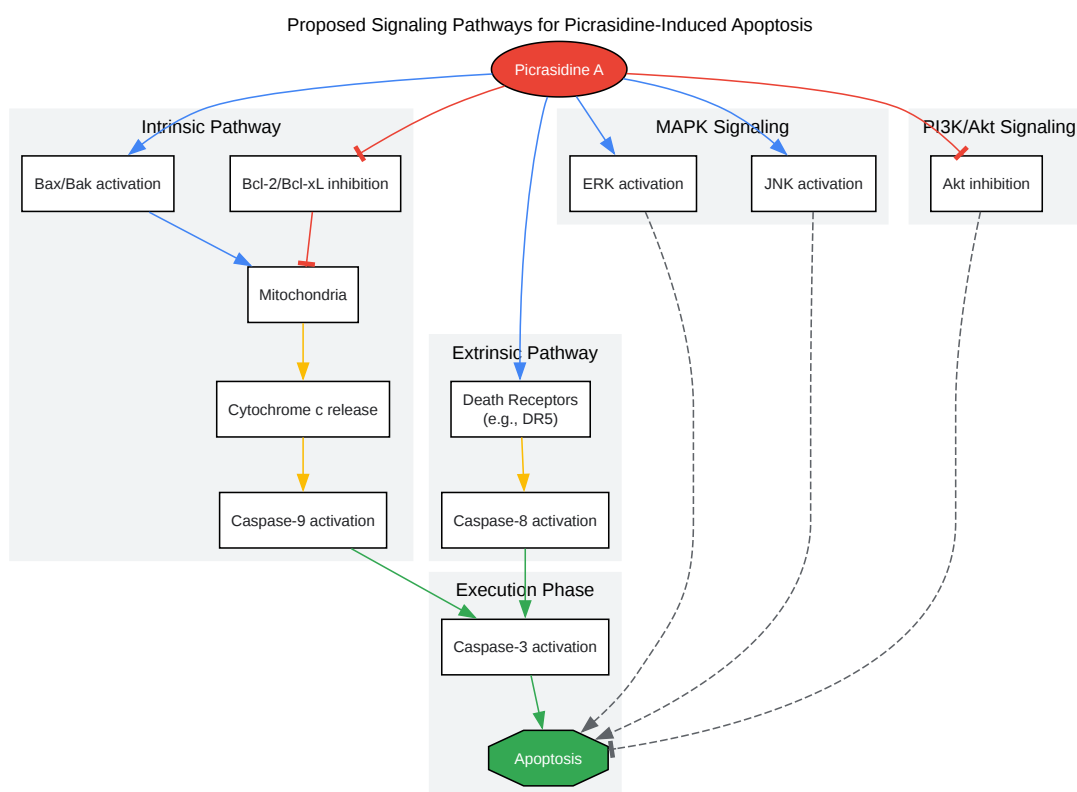 Proposed Signaling Pathways for Picrasidine-Induced Apoptosis
Picrasidine A
Intrinsic Pathway
MAPK Signaling
PI3K/Akt Signaling
Bax/Bak activation
Bcl-2/Bcl-xL inhibition
ERK activation
JNK activation
Akt inhibition
Mitochondria
Extrinsic Pathway
Cytochrome c release
Death Receptors
(e.g., DR5)
Caspase-9 activation
Caspase-8 activation
Execution Phase
Caspase-3 activation
Apoptosis